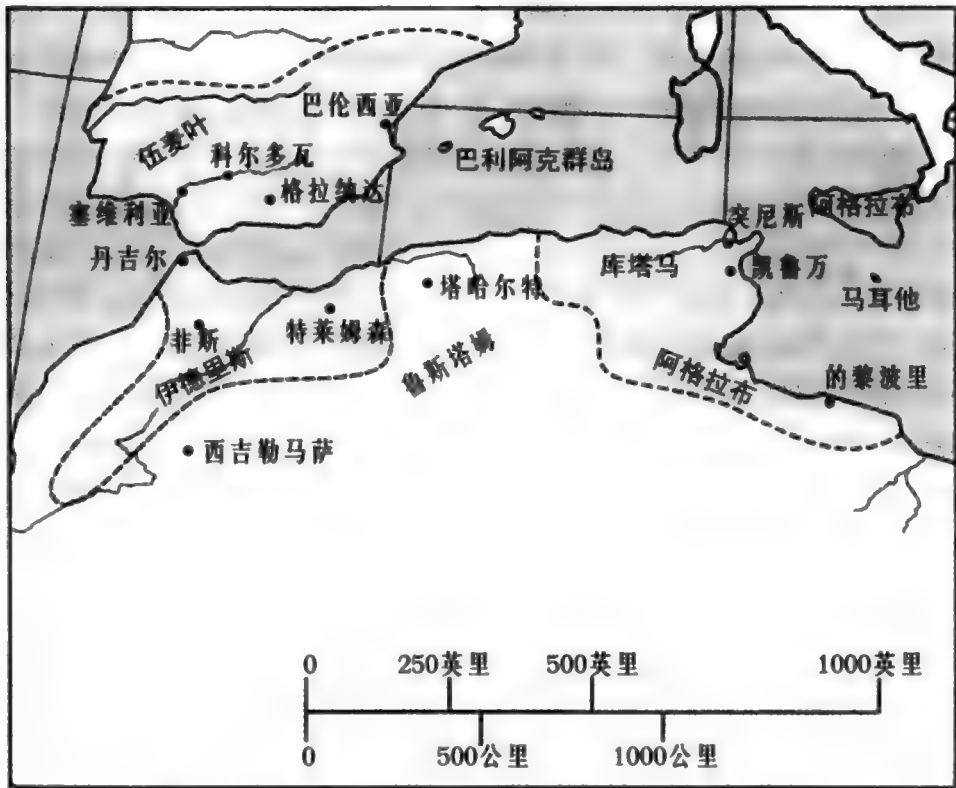 巴伦西亚
伍麦叶
科尔多瓦
巴利阿克群岛
格拉纳达
塞维利亚
突尼斯
阿格拉布
丹吉尔
库塔马
凯鲁万
塔哈尔特
马耳他
非斯
特莱姆森
伊德里斯
鲁斯塔姆
阿格拉布
的黎波里
西吉勒马萨
0 250英里 500英里 1000英里
0 500公里 1000公里